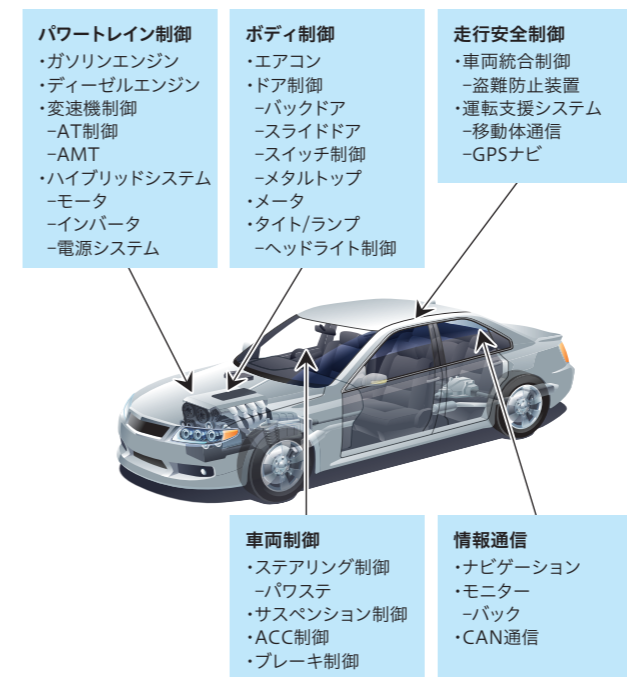 パワートレイン制御
・ガソリンエンジン
・ディーゼルエンジン
・変速機制御
−AT制御
−AMT
・ハイブリッドシステム
−モータ
−インバータ
−電源システム
ボディ制御
・エアコン
・ドア制御
−バックドア
−スライドドア
−スイッチ制御
−メタルトップ
・メータ
・タイト/ランプ
−ヘッドライト制御
走行安全制御
・車両統合制御
−盗難防止装置
・運転支援システム
−移動体通信
−GPSナビ
車両制御
・ステアリング制御
−パワステ
・サスペンション制御
・ACC制御
・ブレーキ制御
情報通信
・ナビゲーション
・モニター
−バック
・CAN通信